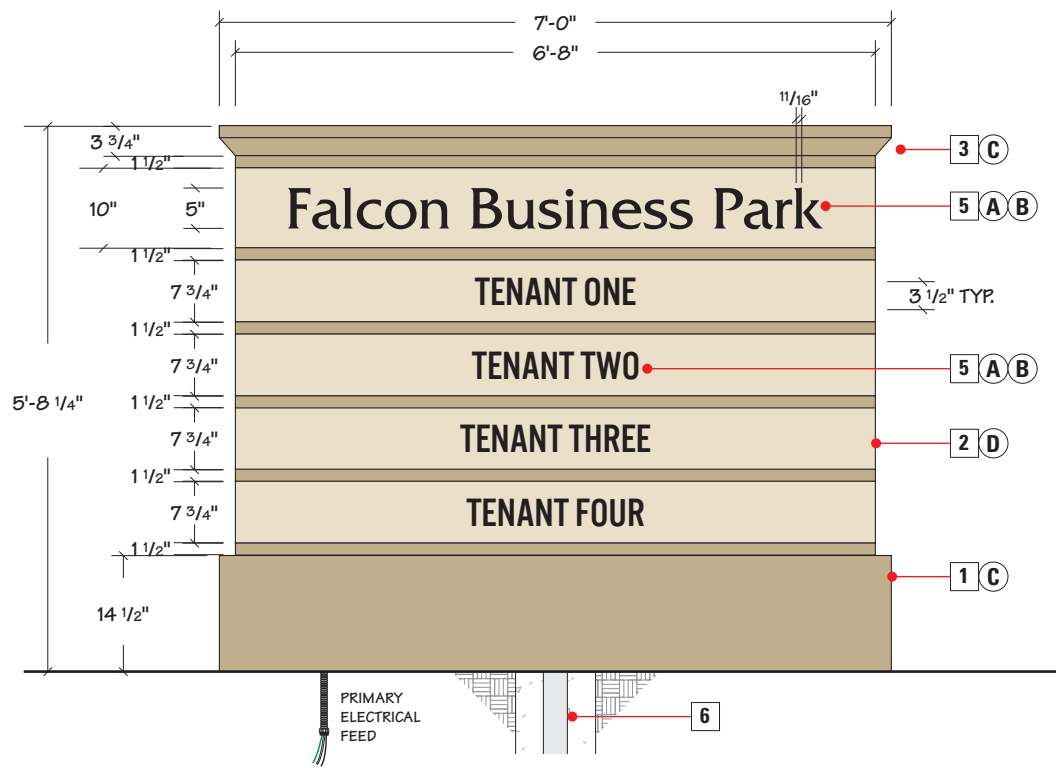 7'-0"
6'-8"
11/16"
3 3/4"
1 1/2"
3 C
10"
5"
Falcon Business Park
5 A B
1 1/2"
7 3/4"
TENANT ONE
3 1/2" TYP.
1 1/2"
7 3/4"
TENANT TWO
5 A B
5'-8 1/4"
1 1/2"
7 3/4"
TENANT THREE
2 D
1 1/2"
7 3/4"
TENANT FOUR
1 1/2"
1 C
14 1/2"
PRIMARY
ELECTRICAL
FEED
6